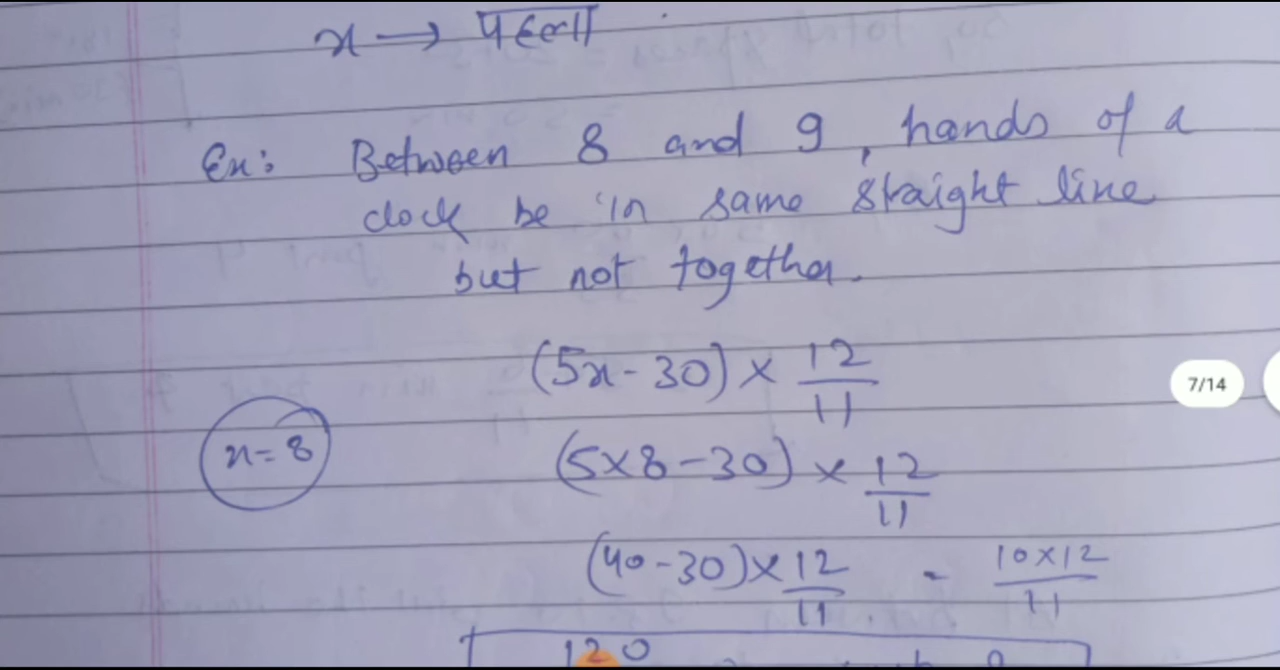 x →
Ex: Between 8 and 9, hands of a
clock be in same straight line
but not together.
(5x - 30) × 12/11
7/14
x = 8
(5×8 - 30) × 12/11
(40 - 30) × 12/11 = 10×12/11
120